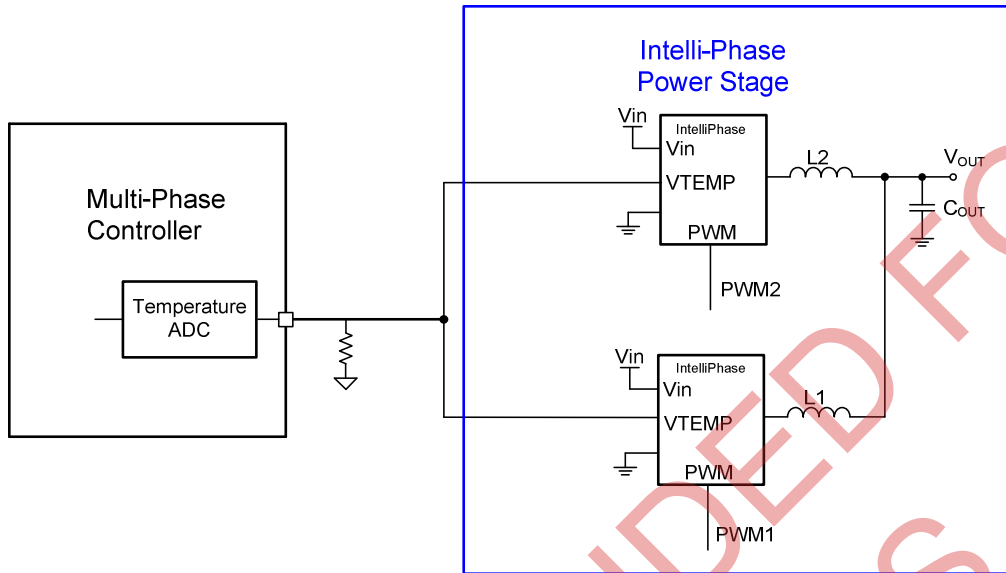 Intelli-Phase
Power Stage
Multi-Phase
Controller
Temperature
ADC
Vin
IntelliPhase
Vin
VTEMP
PWM
PWM2
L2
VOUT
COUT
Vin
IntelliPhase
Vin
VTEMP
PWM
PWM1
L1